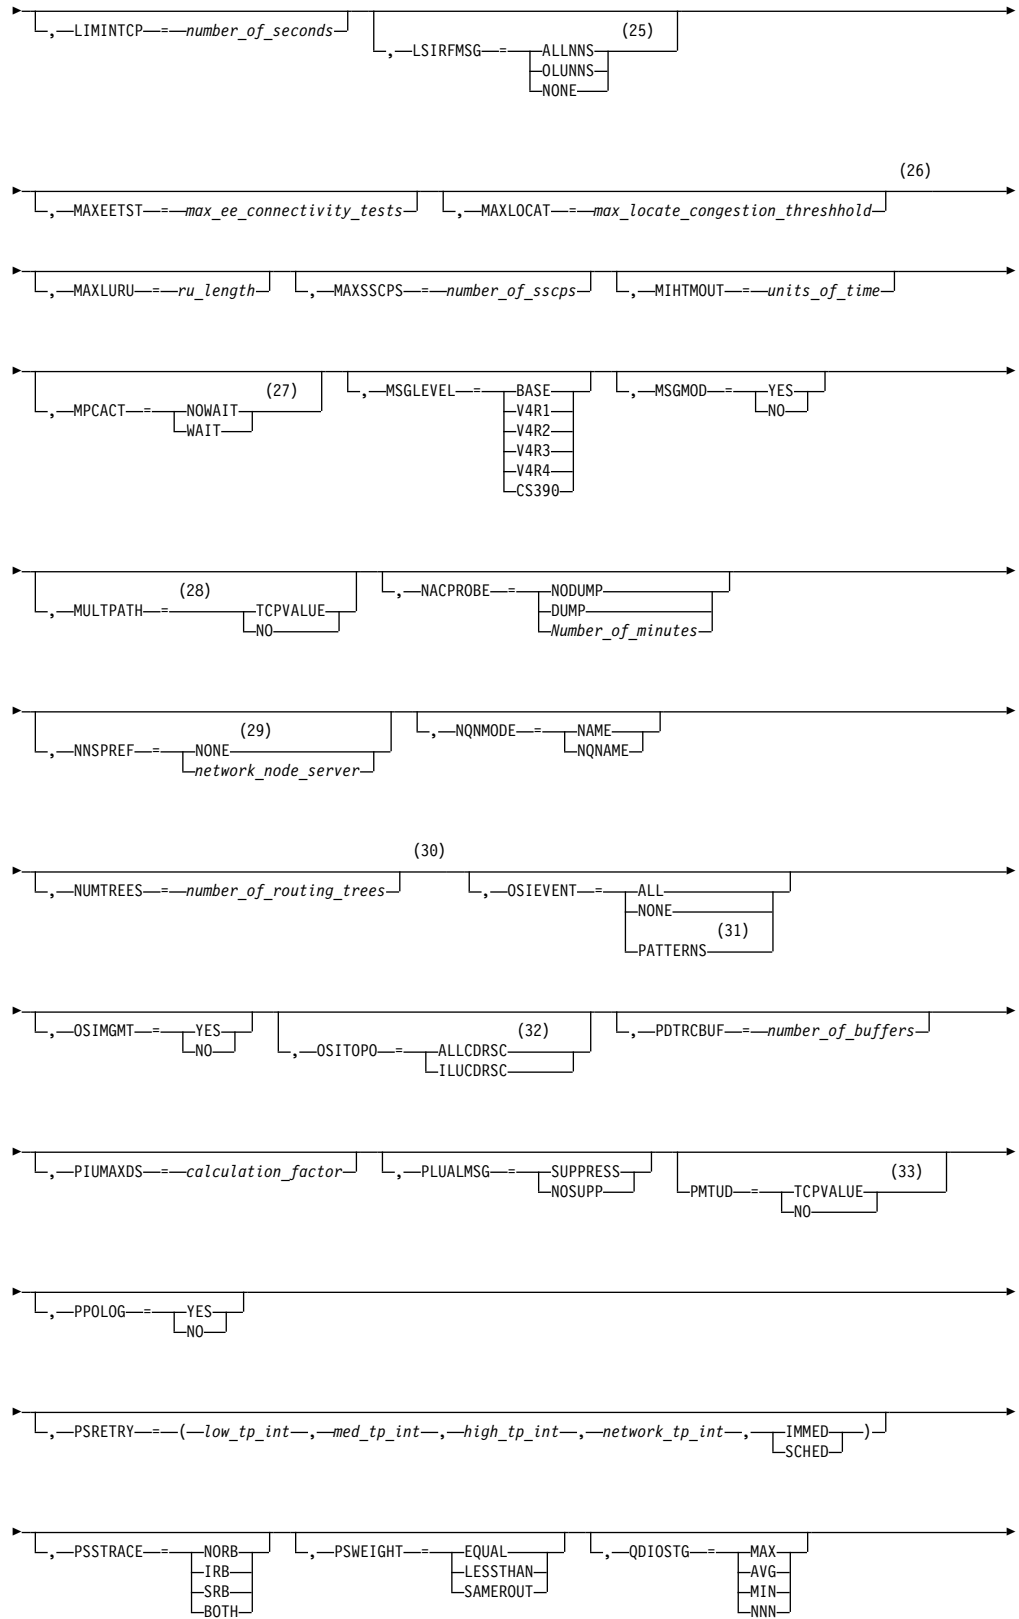 ,LIMINTCP=number_of_seconds
(25)
,LSIRFMSG=ALLNNS
OLUNNS
NONE
(26)
,MAXEETST=max_ee_connectivity_tests ,MAXLOCAT=max_locate_congestion_threshhold
,MAXLURU=ru_length ,MAXSSCPS=number_of_sscps ,MIHTMOUT=units_of_time
(27)
,MPCACT=NOWAIT
WAIT
,MSGLEVEL=BASE
V4R1
V4R2
V4R3
V4R4
CS390
,MSGMOD=YES
NO
(28)
,MULTPATH=TCPVALUE
NO
,NACPROBE=NODUMP
DUMP
Number_of_minutes
(29)
,NNSPREF=NONE
network_node_server
,NQNMODE=NAME
NQNAME
(30)
,NUMTREES=number_of_routing_trees
,OSIEVENT=ALL
NONE
(31)
PATTERNS
,OSIMGMT=YES
NO
(32)
,OSITOPO=ALLCDRSC
ILUCDRSC
,PDTRCBUF=number_of_buffers
,PIUMAXDS=calculation_factor
,PLUALMSG=SUPPRESS
NOSUPP
(33)
PMTUD=TCPVALUE
NO
,PPOLOG=YES
NO
,PSRETRY=(low_tp_int,med_tp_int,high_tp_int,network_tp_int,IMMED)
SCHED
,PSSTRACE=NORB
IRB
SRB
BOTH
,PSWEIGHT=EQUAL
LESSTHAN
SAMEROUT
,QDIOSTG=MAX
AVG
MIN
NNN